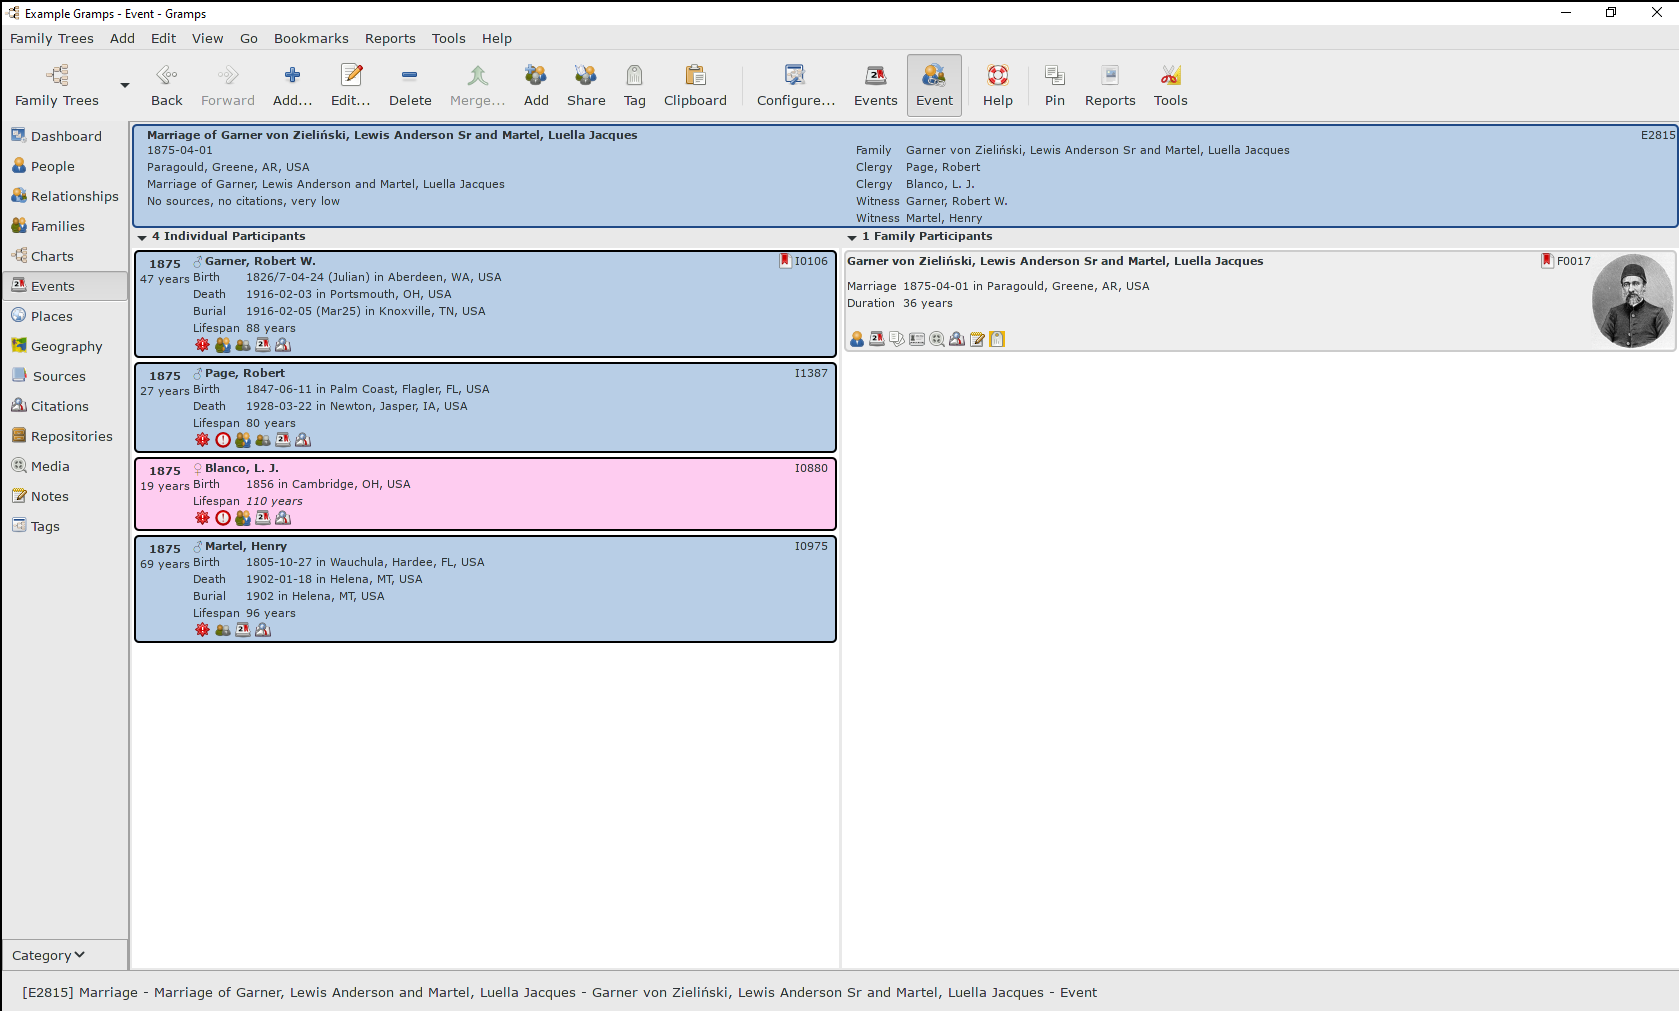 Example Gramps - Event - Gramps
Family Trees Add Edit View Go Bookmarks Reports Tools Help
Family Trees Back Forward Add... Edit... Delete Merge... Add Share Tag Clipboard Configure... Events Event Help Pin Reports Tools
Dashboard
People
Relationships
Families
Charts
Events
Places
Geography
Sources
Citations
Repositories
Media
Notes
Tags
Category
Marriage of Garner von Zieliński, Lewis Anderson Sr and Martel, Luella Jacques E2815
1875-04-01
Paragould, Greene, AR, USA
Marriage of Garner, Lewis Anderson and Martel, Luella Jacques
No sources, no citations, very low
Family Garner von Zieliński, Lewis Anderson Sr and Martel, Luella Jacques
Clergy Page, Robert
Clergy Blanco, L. J.
Witness Garner, Robert W.
Witness Martel, Henry
4 Individual Participants
1875 Garner, Robert W. I0106
47 years Birth 1826/7-04-24 (Julian) in Aberdeen, WA, USA
Death 1916-02-03 in Portsmouth, OH, USA
Burial 1916-02-05 (Mar25) in Knoxville, TN, USA
Lifespan 88 years
1875 Page, Robert I1387
27 years Birth 1847-06-11 in Palm Coast, Flagler, FL, USA
Death 1928-03-22 in Newton, Jasper, IA, USA
Lifespan 80 years
1875 Blanco, L. J. I0880
19 years Birth 1856 in Cambridge, OH, USA
Lifespan 110 years
1875 Martel, Henry I0975
69 years Birth 1805-10-27 in Wauchula, Hardee, FL, USA
Death 1902-01-18 in Helena, MT, USA
Burial 1902 in Helena, MT, USA
Lifespan 96 years
1 Family Participants
Garner von Zieliński, Lewis Anderson Sr and Martel, Luella Jacques F0017
Marriage 1875-04-01 in Paragould, Greene, AR, USA
Duration 36 years
[E2815] Marriage - Marriage of Garner, Lewis Anderson and Martel, Luella Jacques - Garner von Zieliński, Lewis Anderson Sr and Martel, Luella Jacques - Event